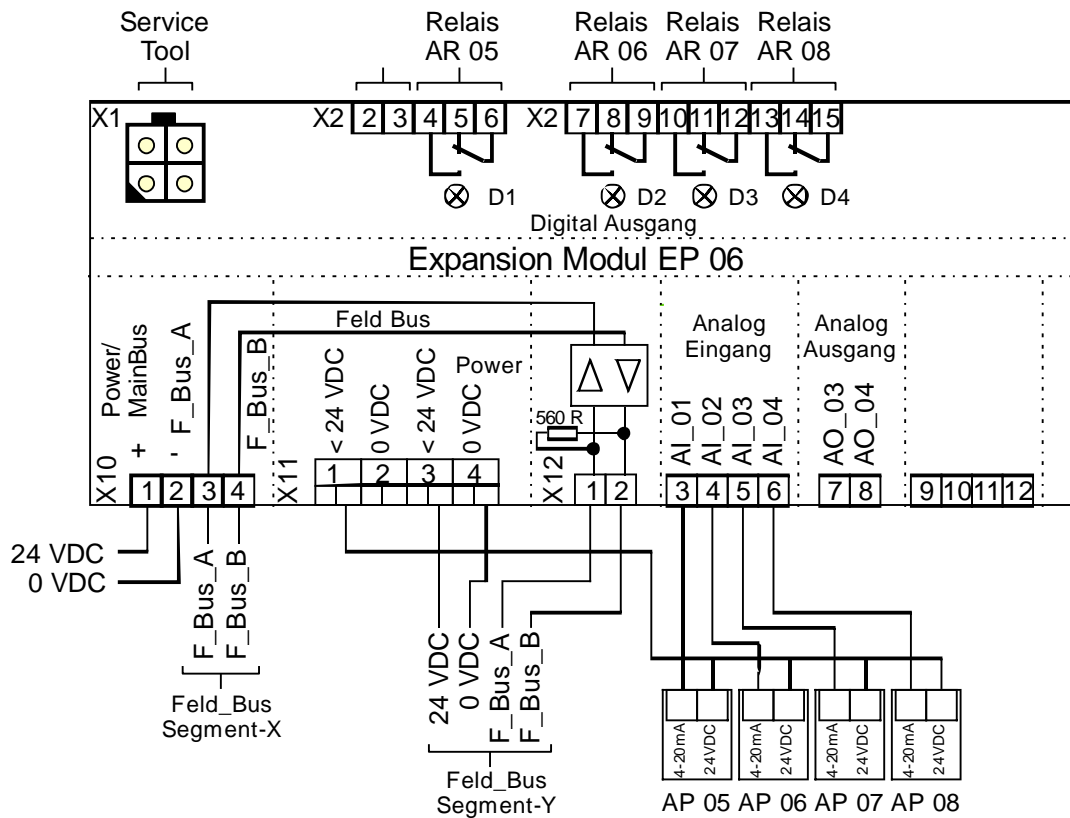 Service
Tool
Relais
AR 05
Relais
AR 06
Relais
AR 07
Relais
AR 08
X1
X2 2 3 4 5 6
X2 7 8 9 10 11 12 13 14 15
D1
D2
D3
D4
Digital Ausgang
Expansion Modul EP 06
Power/
MainBus
+
-
F_Bus_A
F_Bus_B
Feld Bus
Power
< 24 VDC
0 VDC
< 24 VDC
0 VDC
560 R
Analog
Eingang
AI_01
AI_02
AI_03
AI_04
Analog
Ausgang
AO_03
AO_04
X10 1 2 3 4
X11 1 2 3 4
X12 1 2
3 4 5 6
7 8
9 10 11 12
24 VDC
0 VDC
F_Bus_A
F_Bus_B
Feld_Bus
Segment-X
24 VDC
0 VDC
F_Bus_A
F_Bus_B
Feld_Bus
Segment-Y
4-20mA
24VDC
4-20mA
24VDC
4-20mA
24VDC
4-20mA
24VDC
AP 05 AP 06 AP 07 AP 08